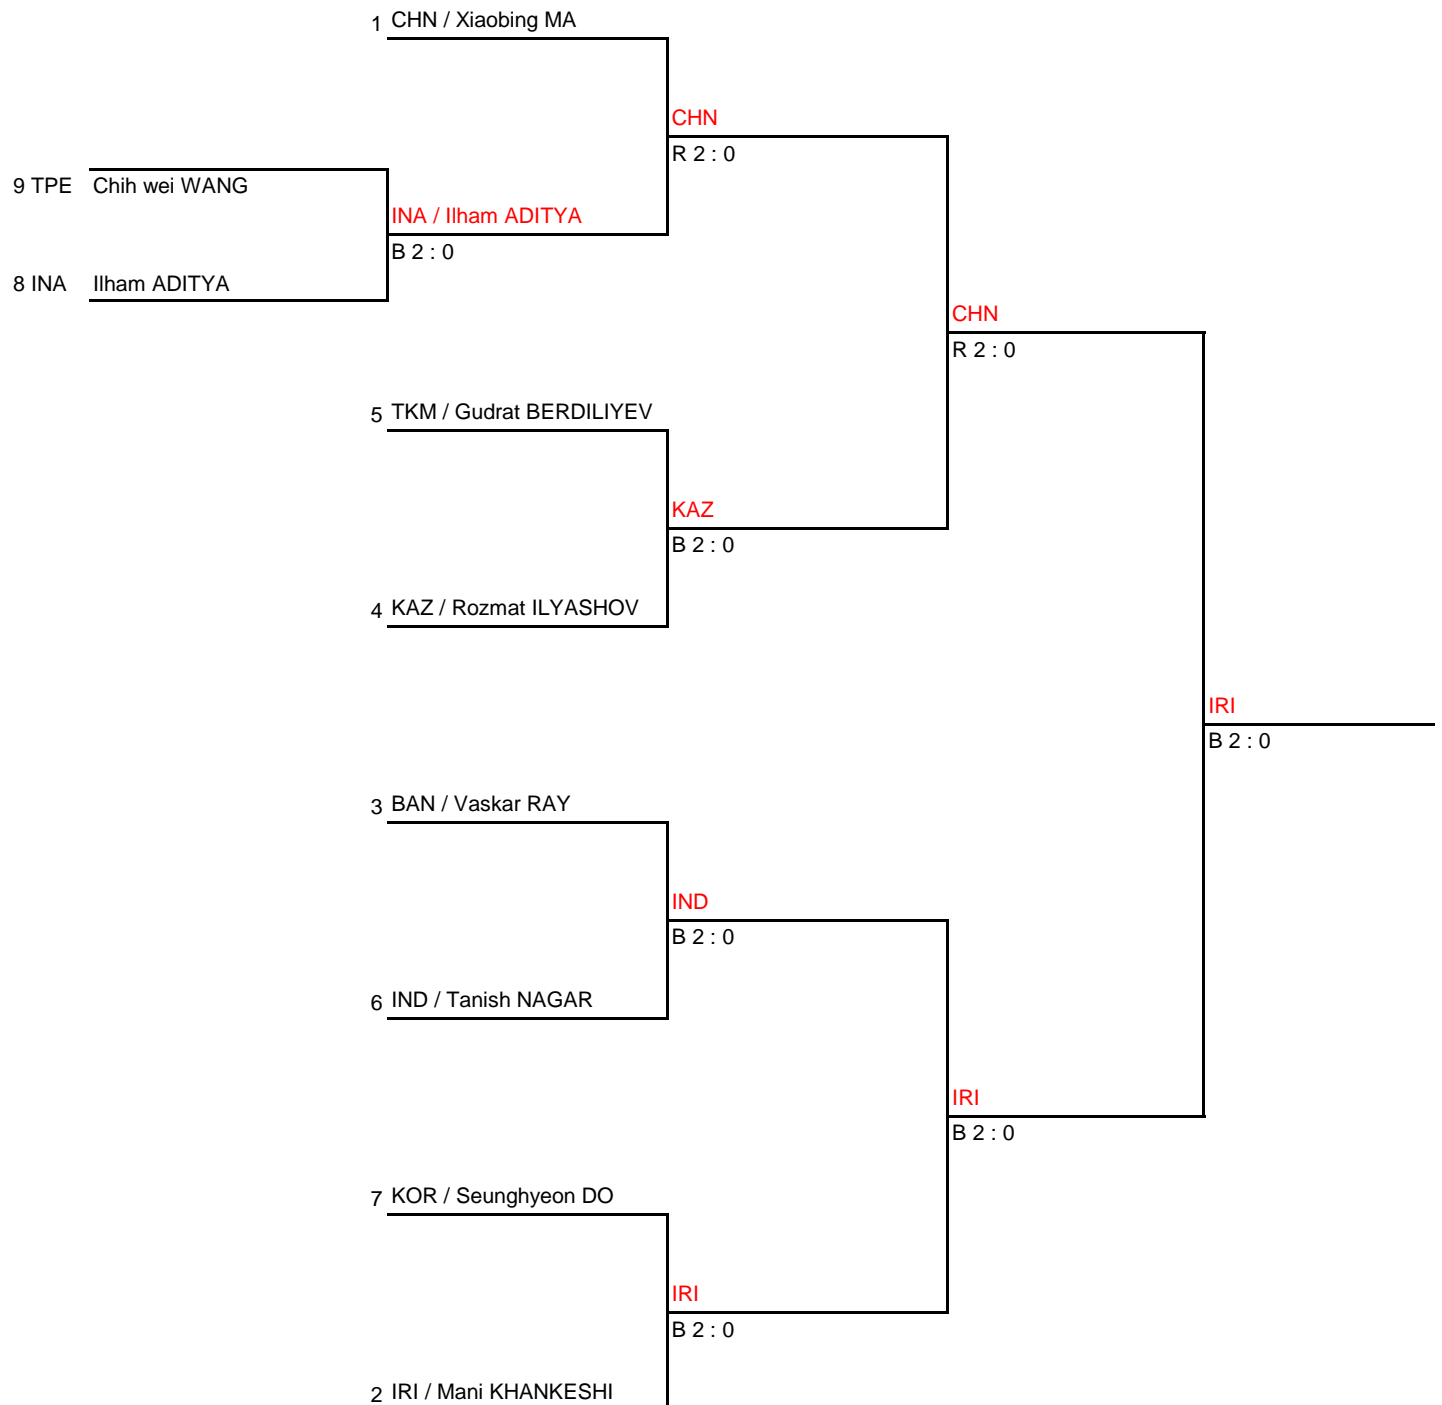 1 CHN / Xiaobing MA
CHN
R 2 : 0
9 TPE Chih wei WANG
INA / Ilham ADITYA
B 2 : 0
8 INA Ilham ADITYA
CHN
R 2 : 0
5 TKM / Gudrat BERDILIYEV
KAZ
B 2 : 0
4 KAZ / Rozmat ILYASHOV
IRI
B 2 : 0
3 BAN / Vaskar RAY
IND
B 2 : 0
6 IND / Tanish NAGAR
IRI
B 2 : 0
7 KOR / Seunghyeon DO
IRI
B 2 : 0
2 IRI / Mani KHANKESHI